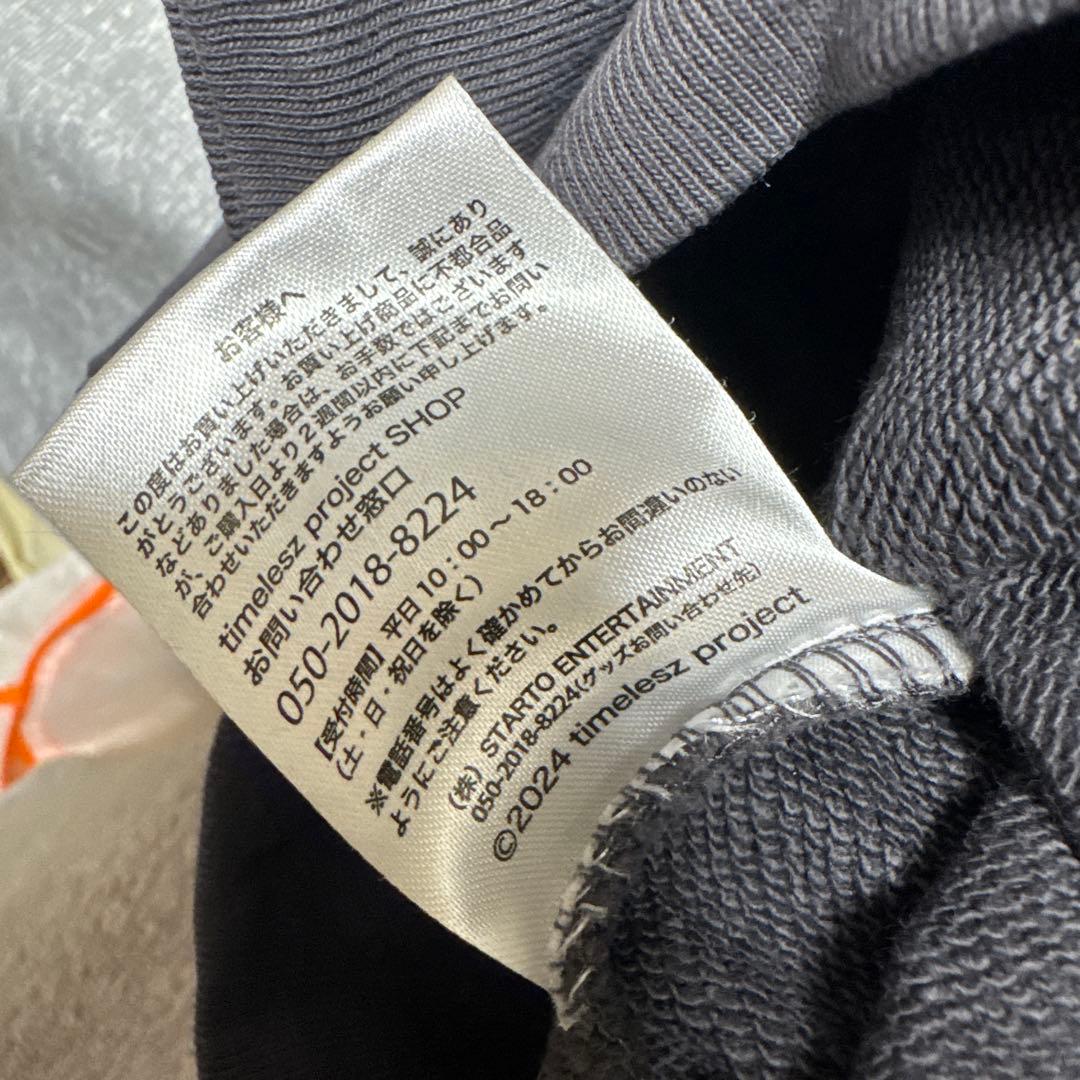 お客様へ
この度はお買い上げいただきまして、誠にあり
がとうございます。お買い上げ商品に不都合品
などありました場合は、お手数ではございます
が、ご購入日より2週間以内に下記までお問い
合わせいただきますようお願い申し上げます。
timelesz project SHOP
お問い合わせ窓口
050-2018-8224
【受付時間】平日10:00～18:00
(土・日・祝日を除く)
※電話番号はよく確かめてからお間違いのない
ようにご注意ください。
(株) STARTO ENTERTAINMENT
050-2018-8224(グッズお問い合わせ先)
©2024 timelesz project